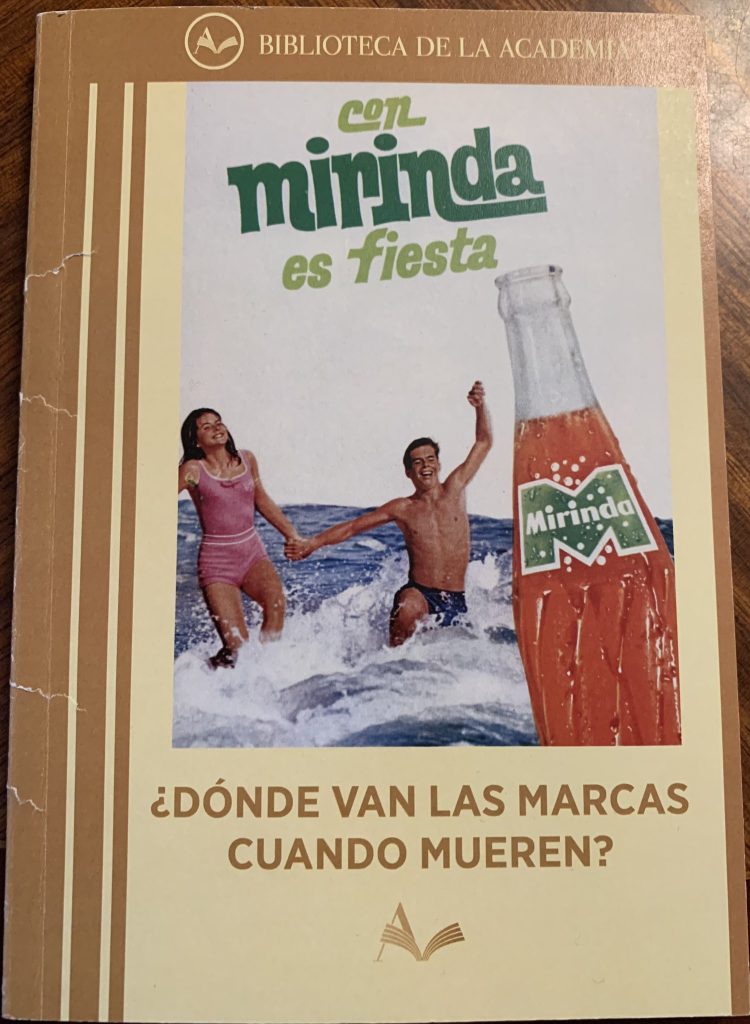 BIBLIOTECA DE LA ACADEMIA
con
mirinda
es fiesta
Mirinda
¿DÓNDE VAN LAS MARCAS
CUANDO MUEREN?